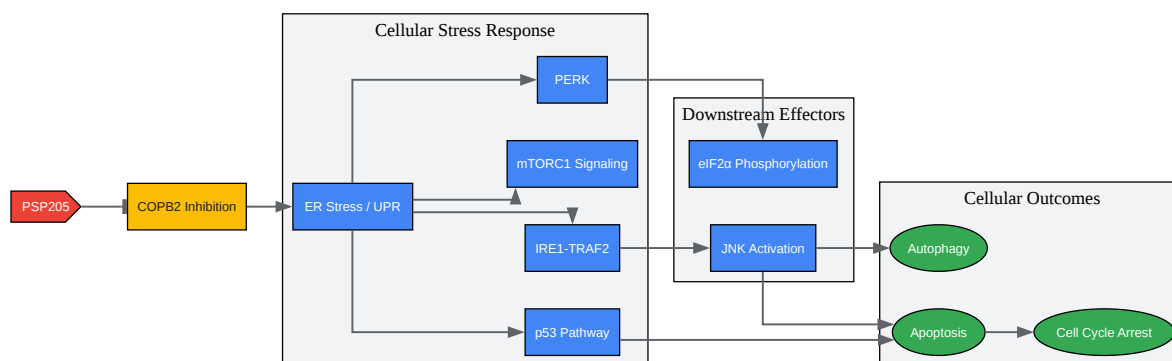 Cellular Stress Response
PERK
Downstream Effectors
mTORC1 Signaling
eIF2α Phosphorylation
PSP205
COPB2 Inhibition
ER Stress / UPR
Cellular Outcomes
IRE1-TRAF2
JNK Activation
Autophagy
p53 Pathway
Apoptosis
Cell Cycle Arrest